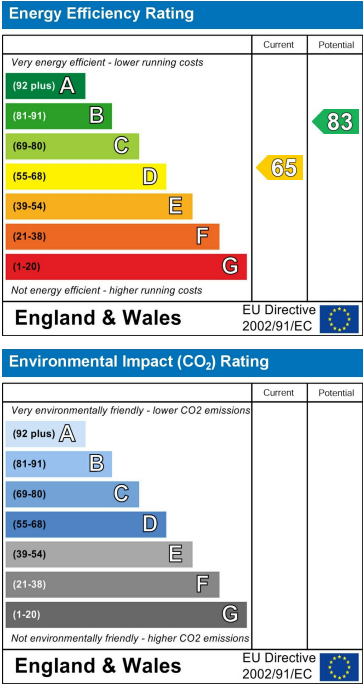 Energy Efficiency Rating
Current Potential
Very energy efficient - lower running costs
(92 plus) A
(81-91) B
83
(69-80) C
(55-68) D
65
(39-54) E
(21-38) F
(1-20) G
Not energy efficient - higher running costs
England & Wales
EU Directive
2002/91/EC
Environmental Impact (CO₂) Rating
Current Potential
Very environmentally friendly - lower CO2 emissions
(92 plus) A
(81-91) B
(69-80) C
(55-68) D
(39-54) E
(21-38) F
(1-20) G
Not environmentally friendly - higher CO2 emissions
England & Wales
EU Directive
2002/91/EC